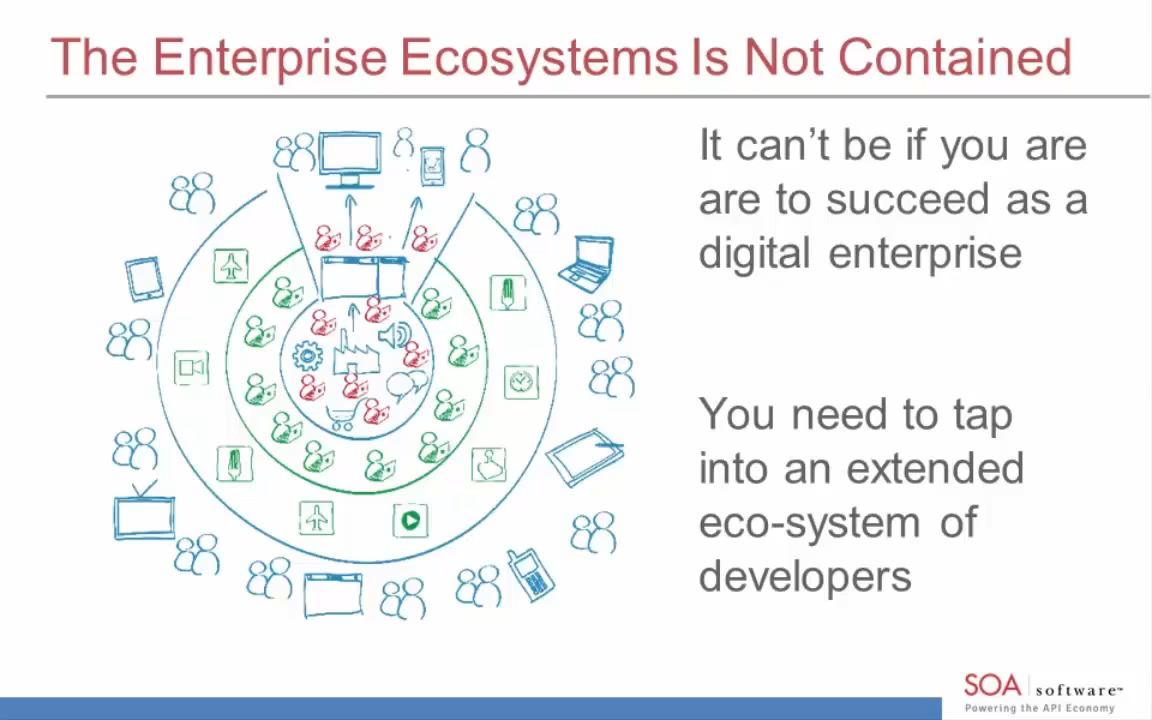 The Enterprise Ecosystems Is Not Contained
It can’t be if you are
are to succeed as a
digital enterprise
You need to tap
into an extended
eco-system of
developers
SOA software™
Powering the API Economy